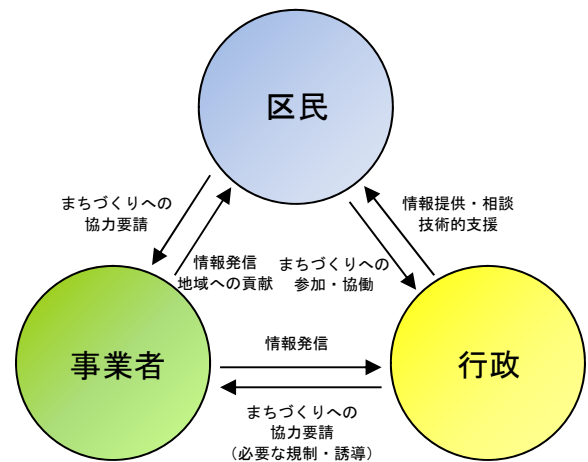 区民
まちづくりへの
協力要請
情報発信
地域への貢献
情報提供・相談
技術的支援
まちづくりへの
参加・協働
事業者
情報発信
行政
まちづくりへの
協力要請
（必要な規制・誘導）